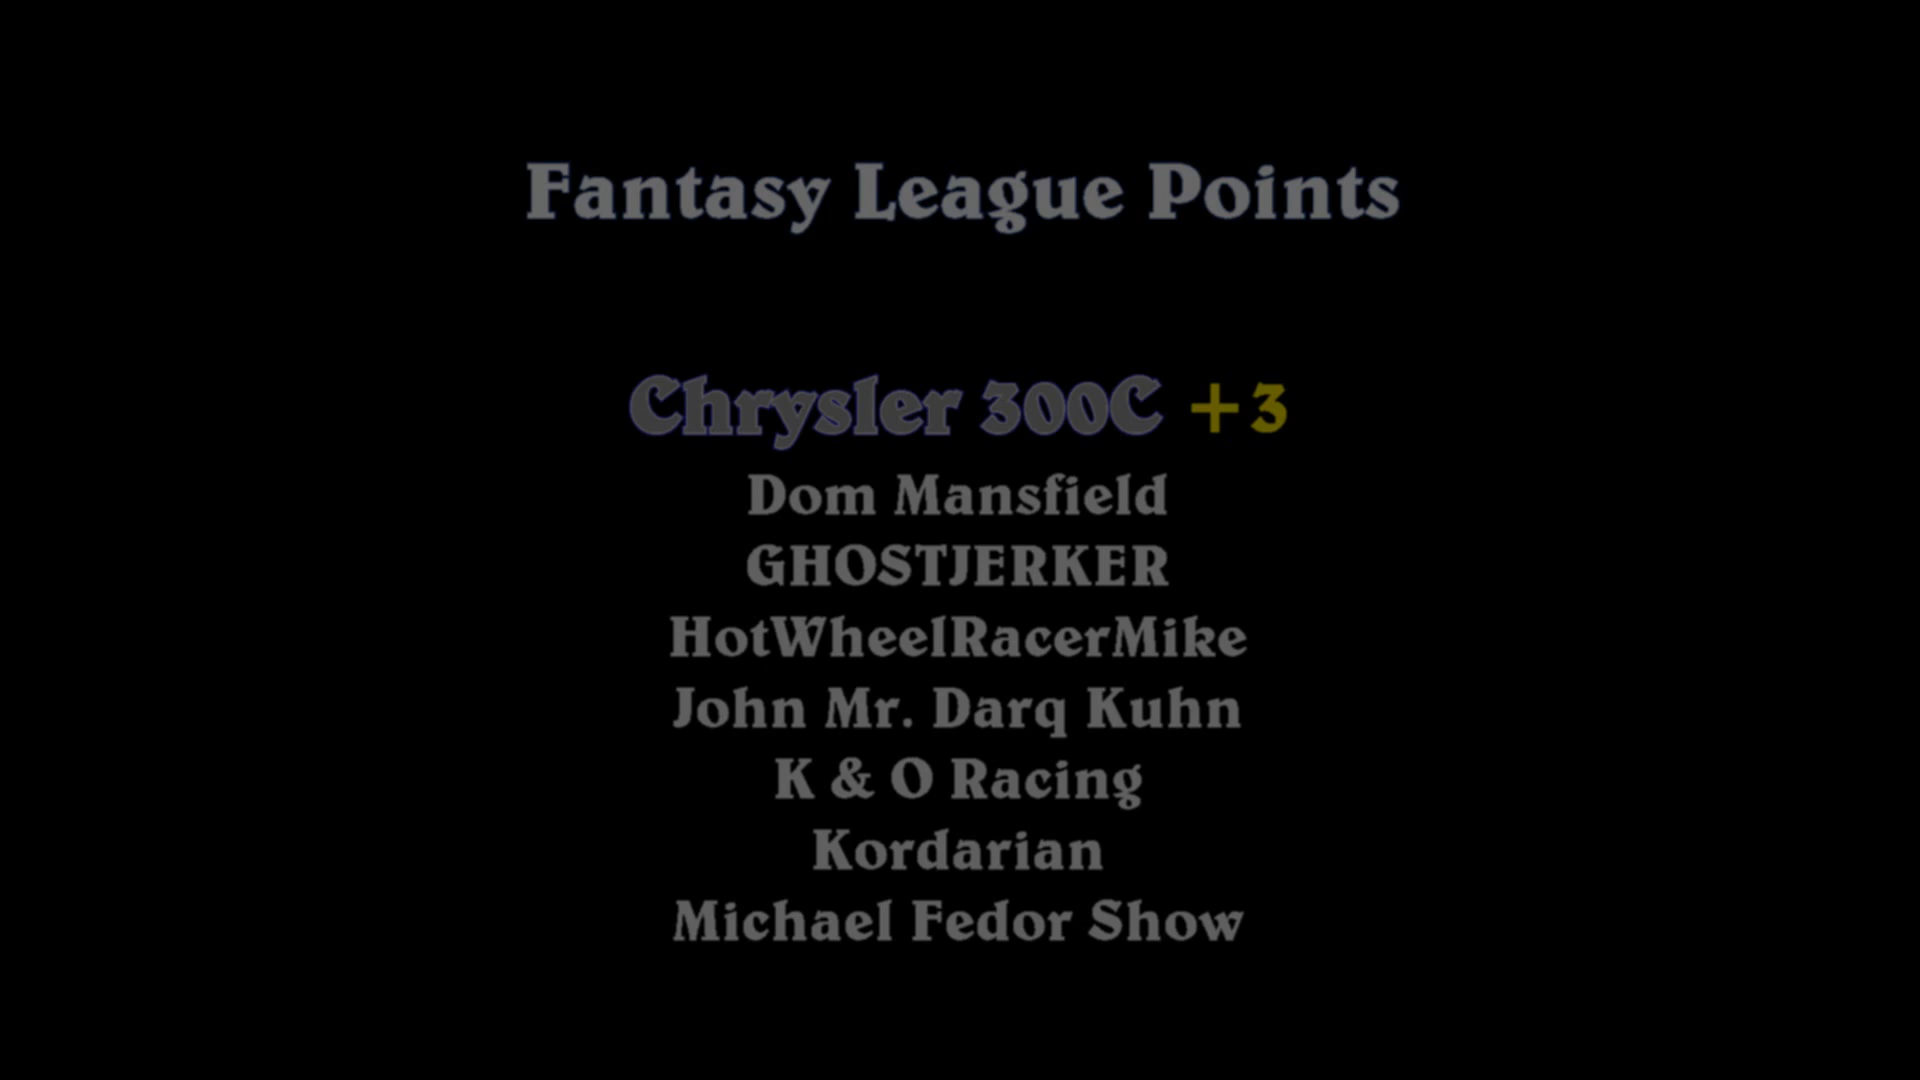 Fantasy League Points
Chrysler 300C +3
Dom Mansfield
GHOSTJERKER
HotWheelRacerMike
John Mr. Darq Kuhn
K & O Racing
Kordarian
Michael Fedor Show